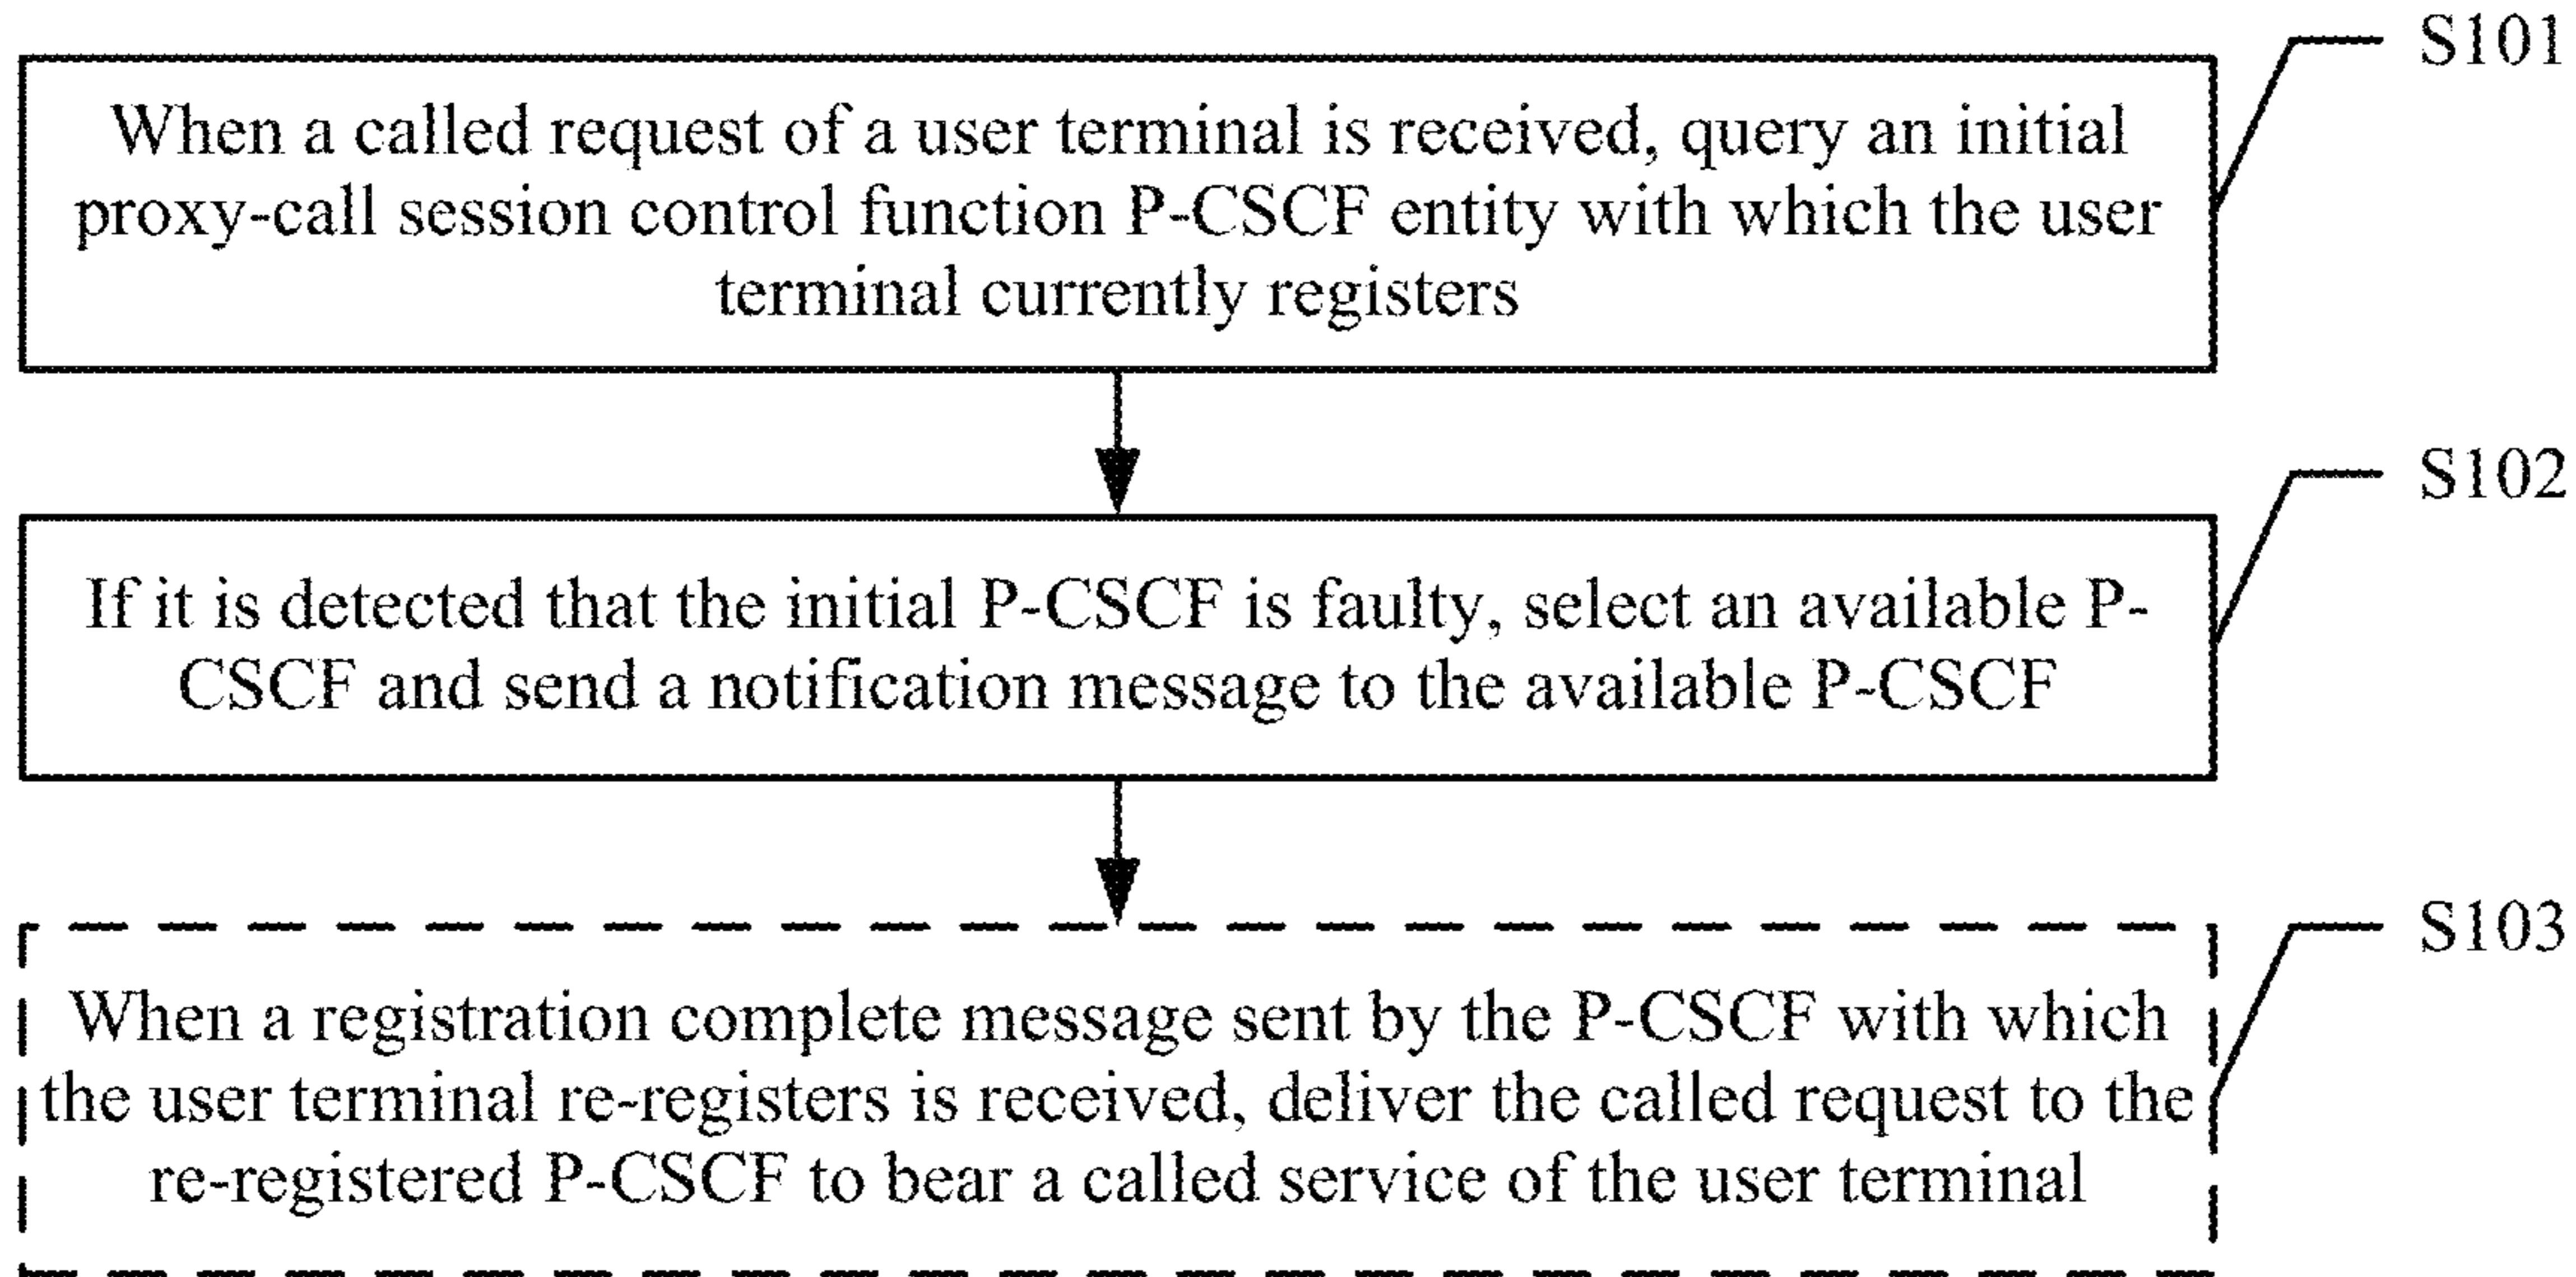 S101
When a called request of a user terminal is received, query an initial
proxy-call session control function P-CSCF entity with which the user
terminal currently registers
S102
If it is detected that the initial P-CSCF is faulty, select an available P-
CSCF and send a notification message to the available P-CSCF
S103
When a registration complete message sent by the P-CSCF with which
the user terminal re-registers is received, deliver the called request to the
re-registered P-CSCF to bear a called service of the user terminal